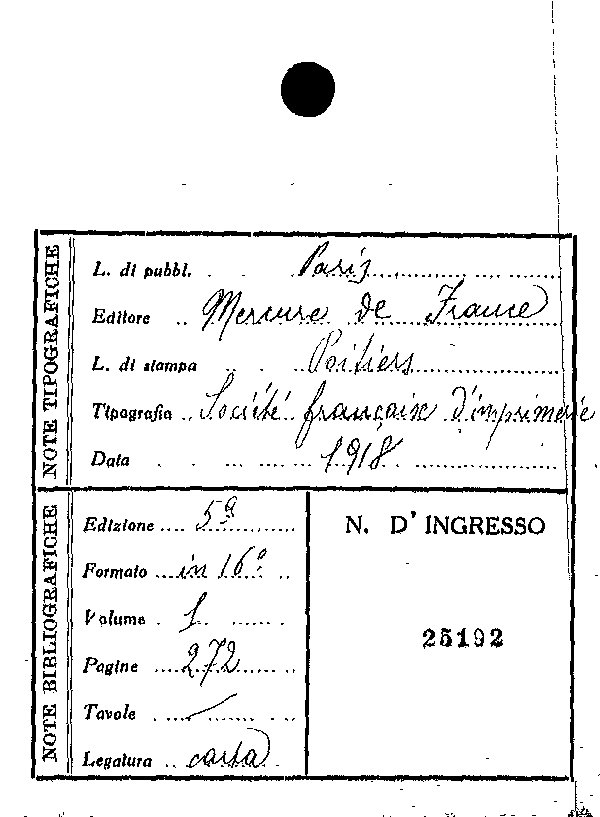 NOTE TIPOGRAFICHE
L. di pubbl. Paris
Editore Mercure de France
L. di stampa Poitiers
Tipografia Société française d'imprimerie
Data 1918
NOTE BIBLIOGRAFICHE
Edizione 5ª
Formato in 16º
Volume 1
Pagine 272
Tavole /
Legatura carta
N. D' INGRESSO
25192